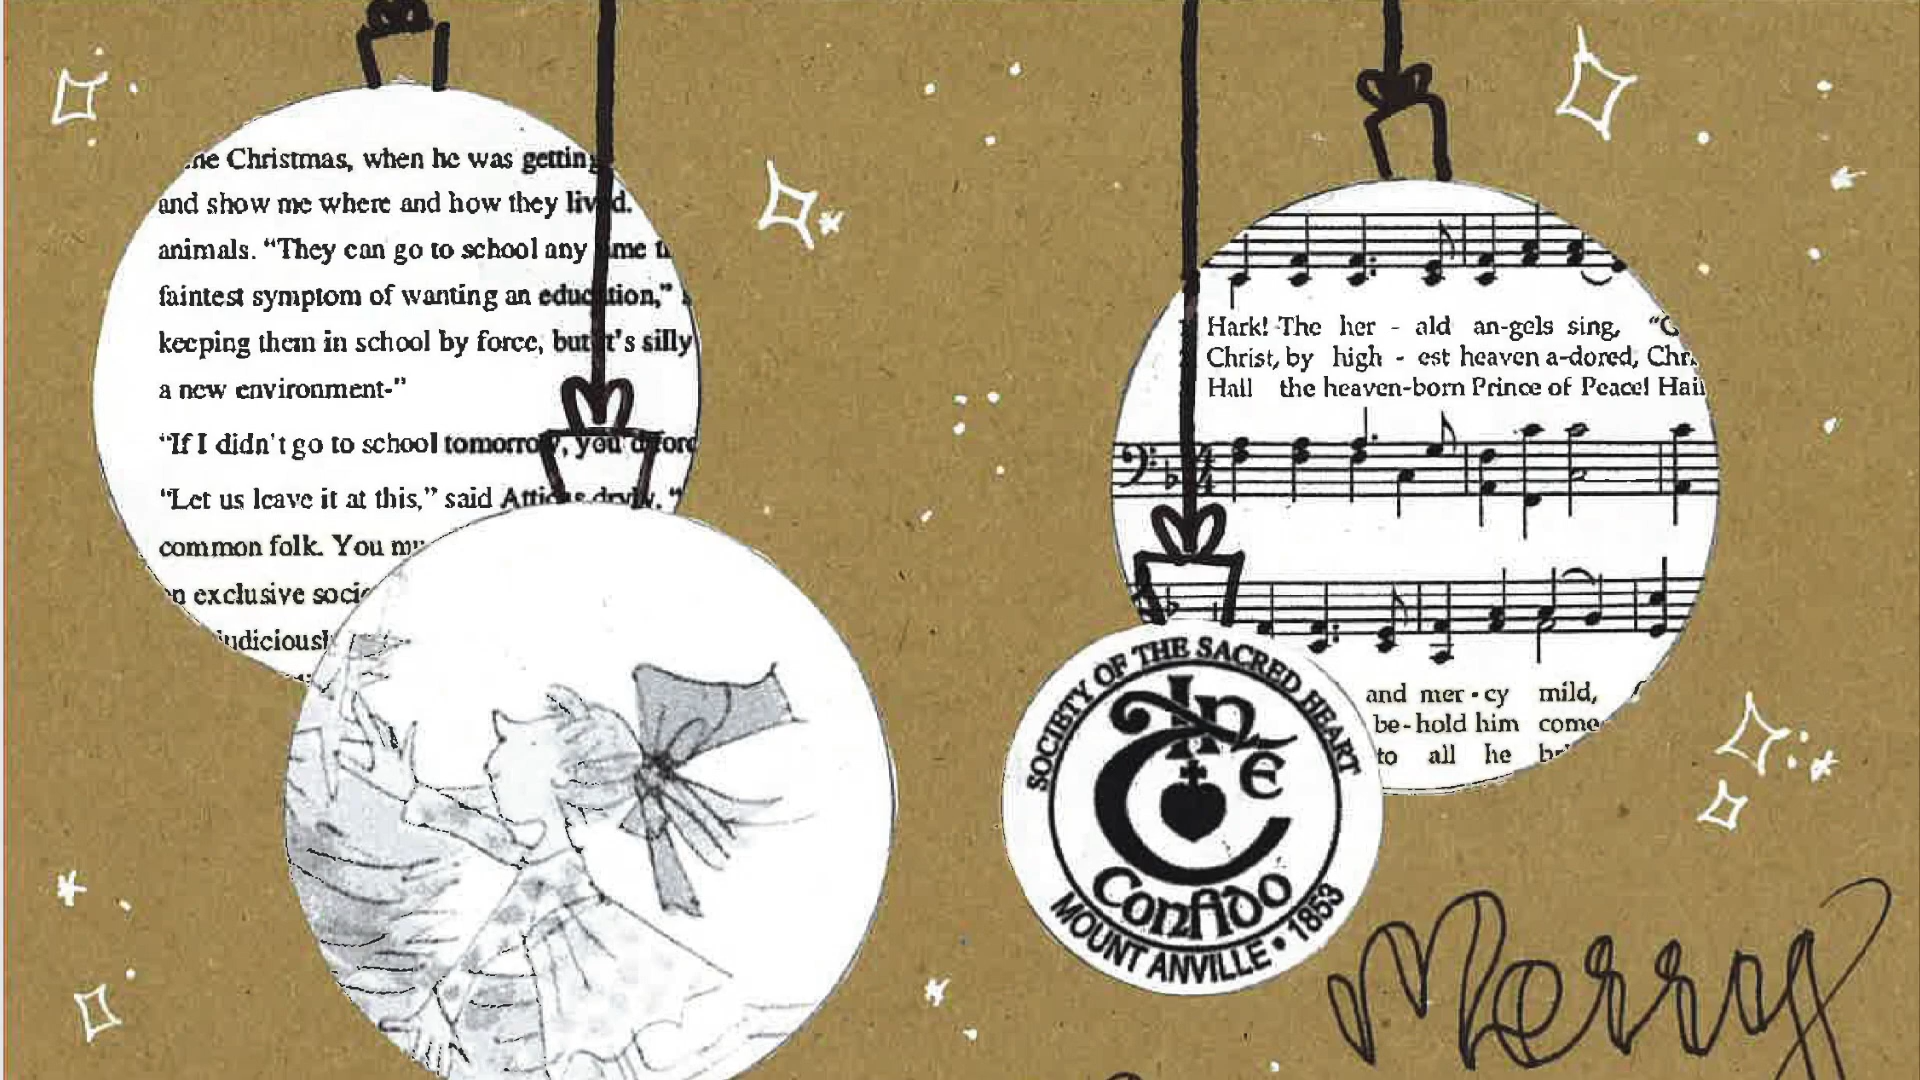 Christmas, when he was getting
and show me where and how they lived.
animals. “They can go to school any time
faintest symptom of wanting an education,”
keeping them in school by force, but it's silly
a new environment-”
“If I didn't go to school tomorrow, you'd
“Let us leave it at this,” said Atticus dryly. “
common folk. You
exclusive
Hark! The her - ald an-gels sing, “
Christ, by high - est heaven a-dored,
Hail the heaven-born Prince of Peace! Hail
and mer - cy mild,
be-hold him come
to all he
SOCIETY OF THE SACRED HEART
IN TE
CONFIDO
MOUNT ANVILLE • 1853
Merry